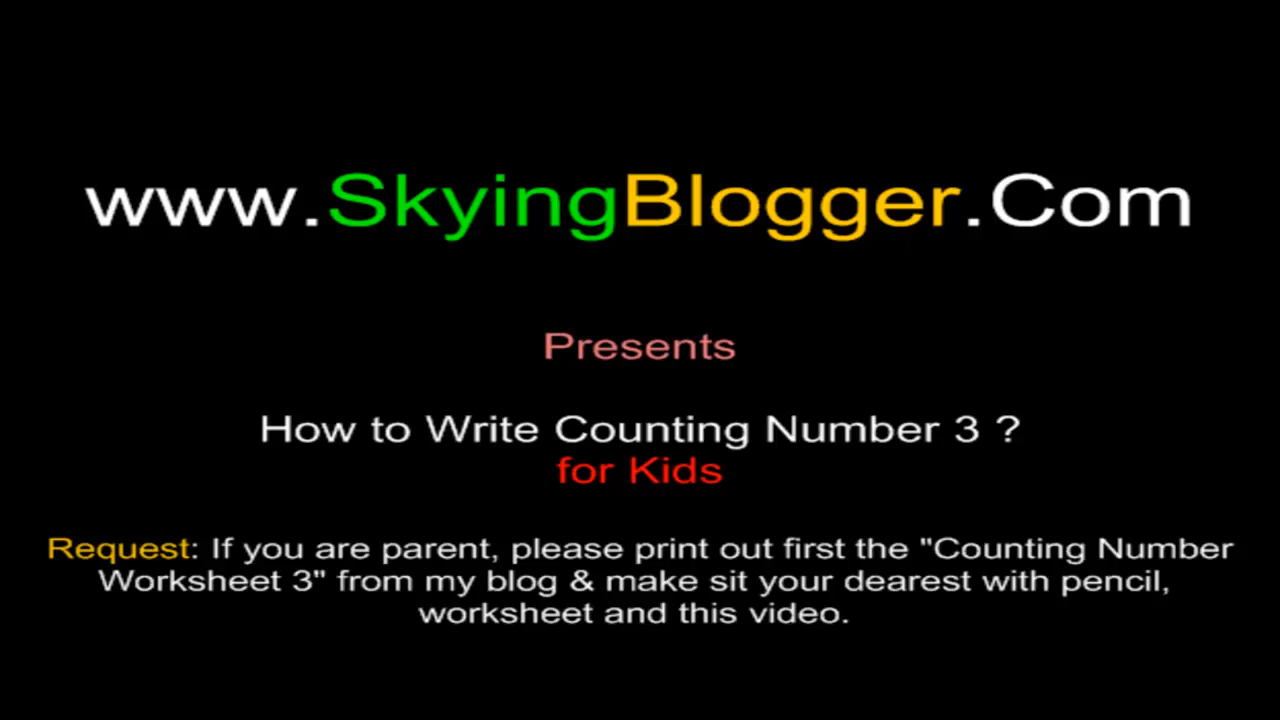 www.SkyingBlogger.Com
Presents
How to Write Counting Number 3 ?
for Kids
Request: If you are parent, please print out first the "Counting Number
Worksheet 3" from my blog & make sit your dearest with pencil,
worksheet and this video.